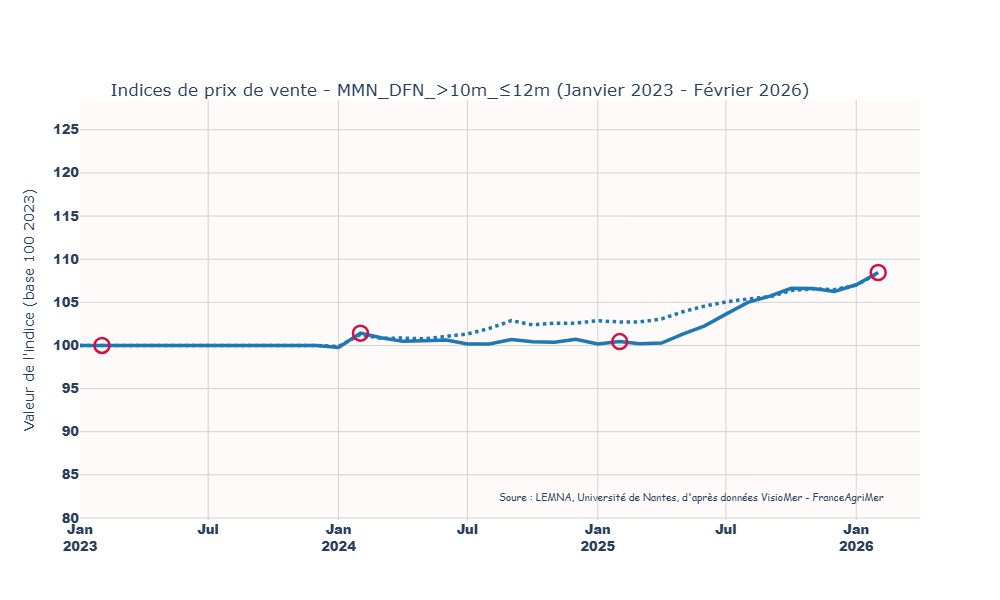 Indices de prix de vente - MMN_DFN_>10m_≤12m (Janvier 2023 - Février 2026)
Valeur de l'indice (base 100 2023)
125
120
115
110
105
100
95
90
85
80
Soure : LEMNA, Université de Nantes, d'après données VisioMer - FranceAgriMer
Jan Jul Jan Jul Jan Jul Jan
2023 2024 2025 2026